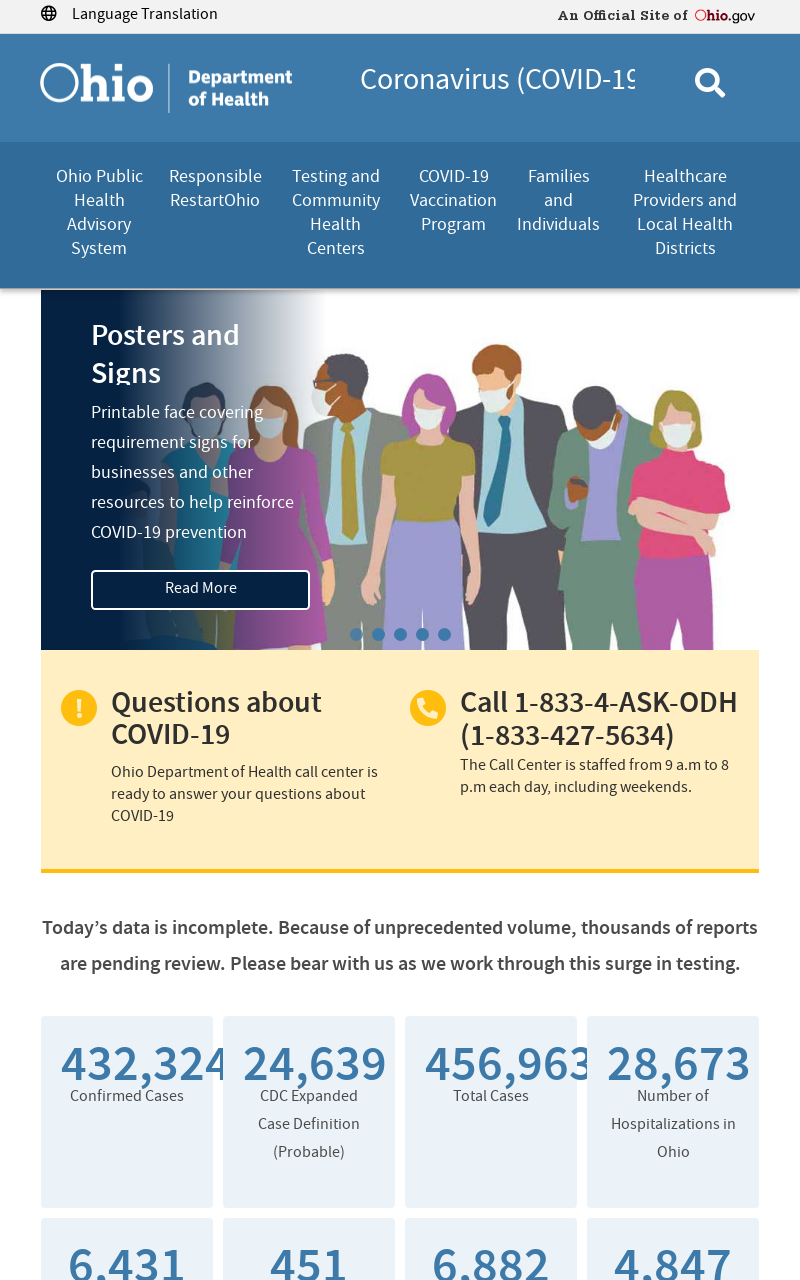 Language Translation
An Official Site of Ohio.gov
Ohio
Department
of Health
Coronavirus (COVID-19
Ohio Public
Health
Advisory
System
Responsible
RestartOhio
Testing and
Community
Health
Centers
COVID-19
Vaccination
Program
Families
and
Individuals
Healthcare
Providers and
Local Health
Districts
Posters and
Signs
Printable face covering
requirement signs for
businesses and other
resources to help reinforce
COVID-19 prevention
Read More
Questions about
COVID-19
Ohio Department of Health call center is
ready to answer your questions about
COVID-19
Call 1-833-4-ASK-ODH
(1-833-427-5634)
The Call Center is staffed from 9 a.m to 8
p.m each day, including weekends.
Today’s data is incomplete. Because of unprecedented volume, thousands of reports
are pending review. Please bear with us as we work through this surge in testing.
432,324
Confirmed Cases
24,639
CDC Expanded
Case Definition
(Probable)
456,963
Total Cases
28,673
Number of
Hospitalizations in
Ohio
6,431
451
6,882
4,847